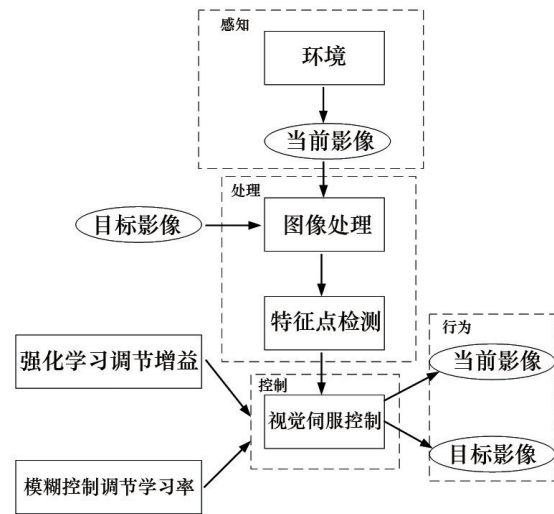 感知
环境
当前影像
处理
目标影像
图像处理
特征点检测
行为
强化学习调节增益
当前影像
控制
视觉伺服控制
目标影像
模糊控制调节学习率